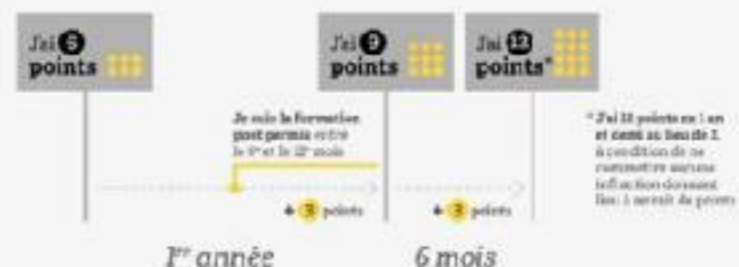 J'ai 6
points
J'ai 9
points
J'ai 12
points*
Je suis la formation
post permis entre
le 6e et le 12e mois
+ 3 points
+ 3 points
* J'ai 12 points en 1 an
et demi au lieu de 2,
à condition de ne
commettre aucune
infraction donnant
lieu à retrait de points
1re année
6 mois